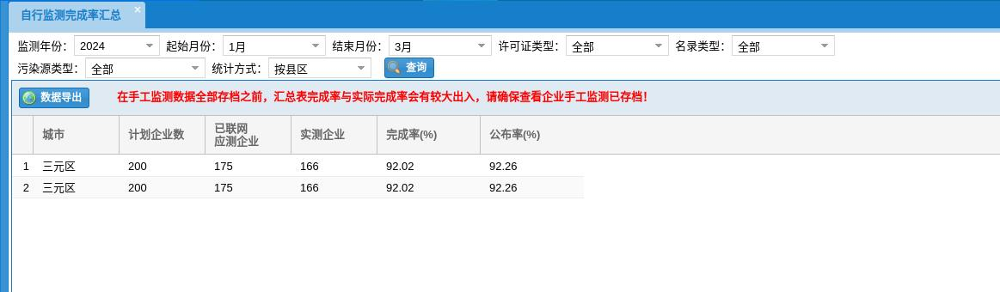 自行监测完成率汇总 ×
监测年份: 2024 起始月份: 1月 结束月份: 3月 许可证类型: 全部 名录类型: 全部
污染源类型: 全部 统计方式: 按县区 查询
数据导出 在手工监测数据全部存档之前，汇总表完成率与实际完成率会有较大出入，请确保查看企业手工监测已存档！
城市 计划企业数 已联网 应测企业 实测企业 完成率(%) 公布率(%)
1 三元区 200 175 166 92.02 92.26
2 三元区 200 175 166 92.02 92.26